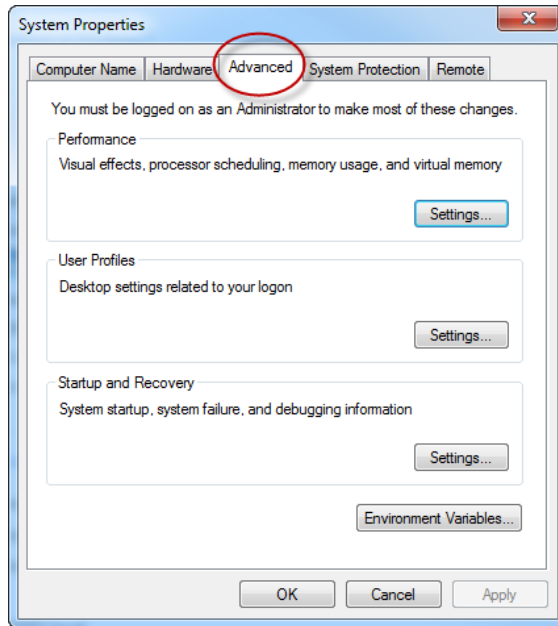 System Properties
Computer Name Hardware Advanced System Protection Remote
You must be logged on as an Administrator to make most of these changes.
Performance
Visual effects, processor scheduling, memory usage, and virtual memory
Settings...
User Profiles
Desktop settings related to your logon
Settings...
Startup and Recovery
System startup, system failure, and debugging information
Settings...
Environment Variables...
OK Cancel Apply